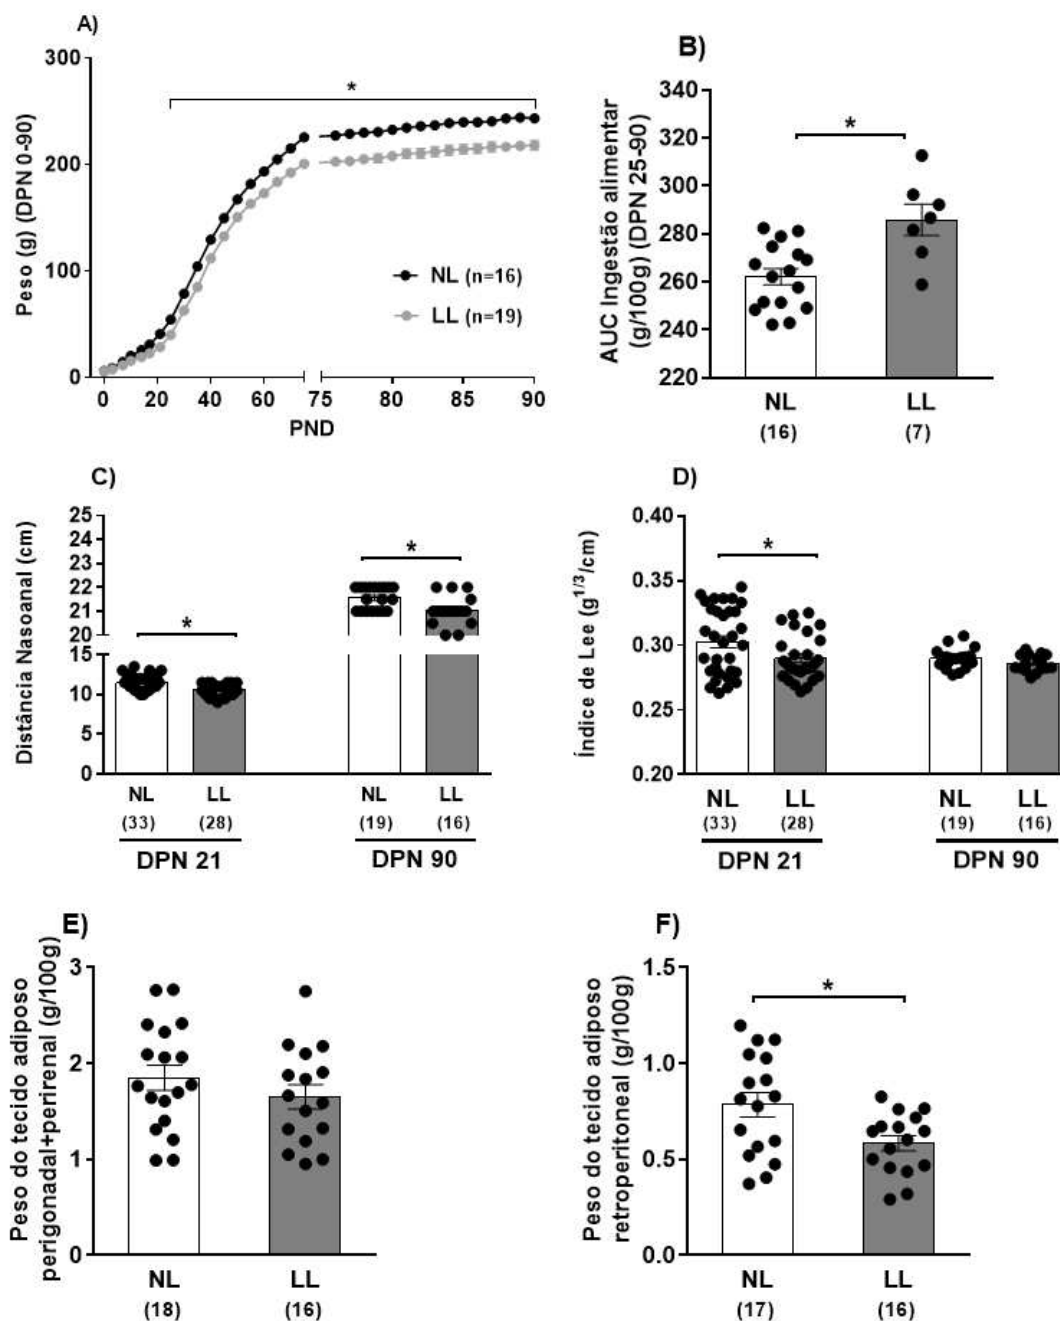 A)
Peso (g) (DPN 0-90)
300
200
100
0
*
NL (n=16)
LL (n=19)
0 20 40 60 75 80 85 90
PND
B)
AUC Ingestão alimentar
(g/100g) (DPN 25-90)
340
320
300
280
260
240
220
*
NL LL
(16) (7)
C)
Distância Nasoanal (cm)
25
24
23
22
21
20
15
10
5
0
*
*
NL LL NL LL
(33) (28) (19) (16)
DPN 21 DPN 90
D)
Índice de Lee (g1/3/cm)
0.40
0.35
0.30
0.25
0.20
*
NL LL NL LL
(33) (28) (19) (16)
DPN 21 DPN 90
E)
Peso do tecido adiposo
perigonadal+perirenal (g/100g)
3
2
1
0
NL LL
(18) (16)
F)
Peso do tecido adiposo
retroperitoneal (g/100g)
1.5
1.0
0.5
0.0
*
NL LL
(17) (16)